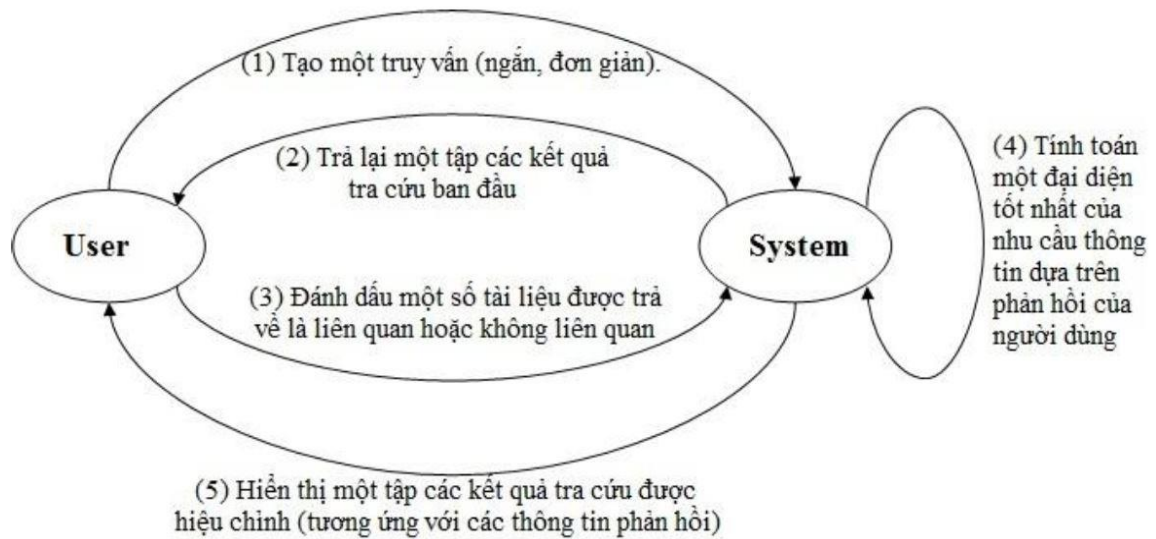 (1) Tạo một truy vấn (ngắn, đơn giản).
(2) Trả lại một tập các kết quả
tra cứu ban đầu
User
System
(3) Đánh dấu một số tài liệu được trả
về là liên quan hoặc không liên quan
(4) Tính toán
một đại diện
tốt nhất của
nhu cầu thông
tin dựa trên
phản hồi của
người dùng
(5) Hiển thị một tập các kết quả tra cứu được
hiệu chỉnh (tương ứng với các thông tin phản hồi)